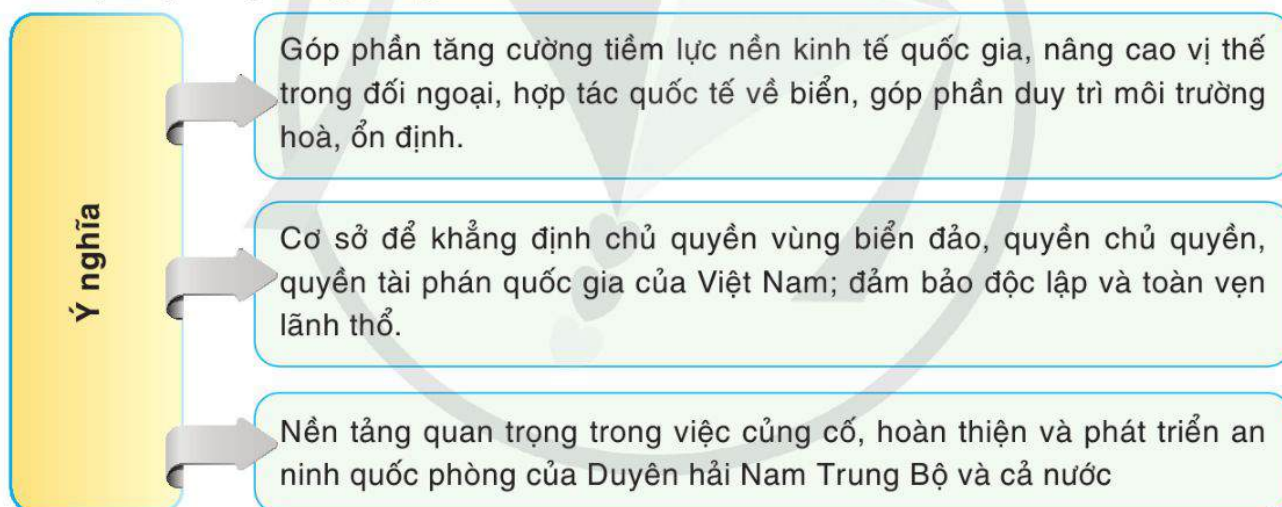 Ý nghĩa
Góp phần tăng cường tiềm lực nền kinh tế quốc gia, nâng cao vị thế
trong đối ngoại, hợp tác quốc tế về biển, góp phần duy trì môi trường
hoà, ổn định.
Cơ sở để khẳng định chủ quyền vùng biển đảo, quyền chủ quyền,
quyền tài phán quốc gia của Việt Nam; đảm bảo độc lập và toàn vẹn
lãnh thổ.
Nền tảng quan trọng trong việc củng cố, hoàn thiện và phát triển an
ninh quốc phòng của Duyên hải Nam Trung Bộ và cả nước